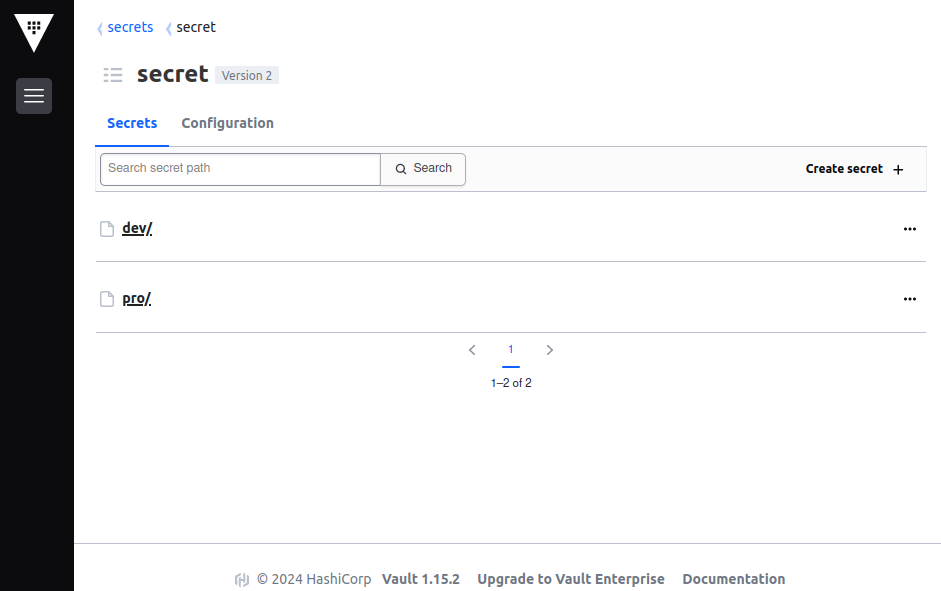 secrets secret
secret Version 2
Secrets Configuration
Search secret path Search Create secret
dev/
pro/
1
1–2 of 2
© 2024 HashiCorp Vault 1.15.2 Upgrade to Vault Enterprise Documentation